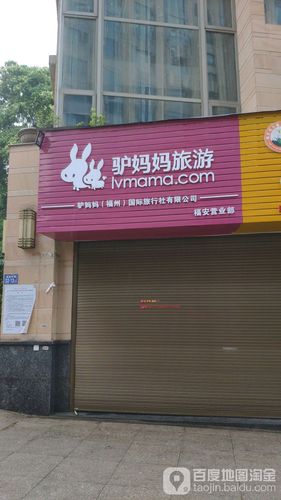 驴妈妈旅游
lvmama.com
驴妈妈（福州）国际旅行社有限公司
福安营业部
百度地图淘金
taojin.baidu.com